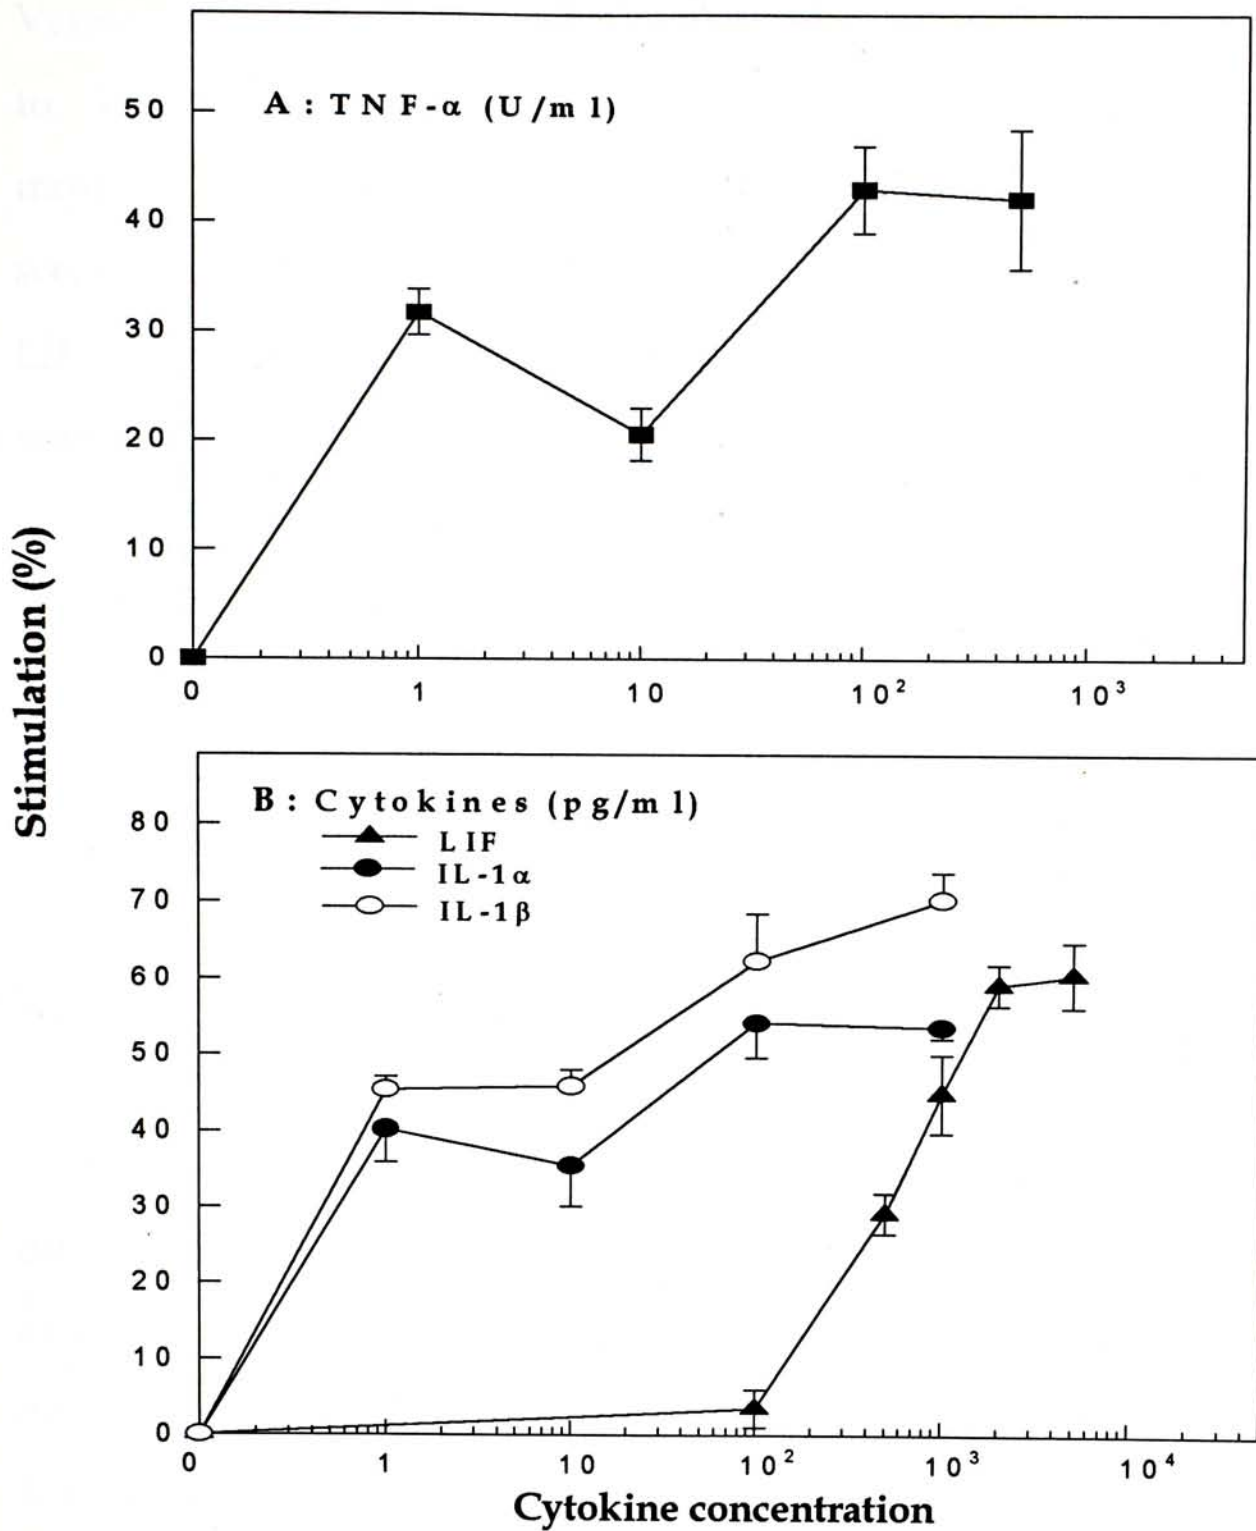 A : TNF-α (U/ml)
50
40
30
20
10
0
0 1 10 10² 10³
Stimulation (%)
B : Cytokines (pg/ml)
LIF
IL-1α
IL-1β
80
70
60
50
40
30
20
10
0
0 1 10 10² 10³ 10⁴
Cytokine concentration